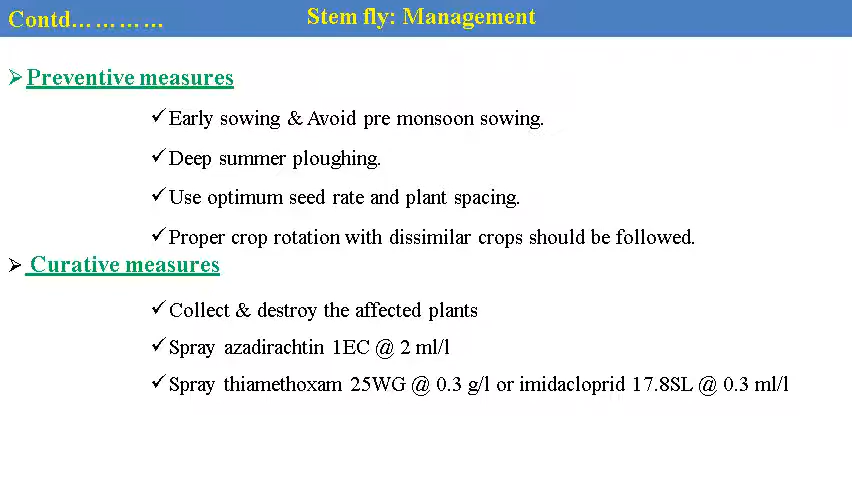 Contd…………
Stem fly: Management
Preventive measures
Early sowing & Avoid pre monsoon sowing.
Deep summer ploughing.
Use optimum seed rate and plant spacing.
Proper crop rotation with dissimilar crops should be followed.
Curative measures
Collect & destroy the affected plants
Spray azadirachtin 1EC @ 2 ml/l
Spray thiamethoxam 25WG @ 0.3 g/l or imidacloprid 17.8SL @ 0.3 ml/l